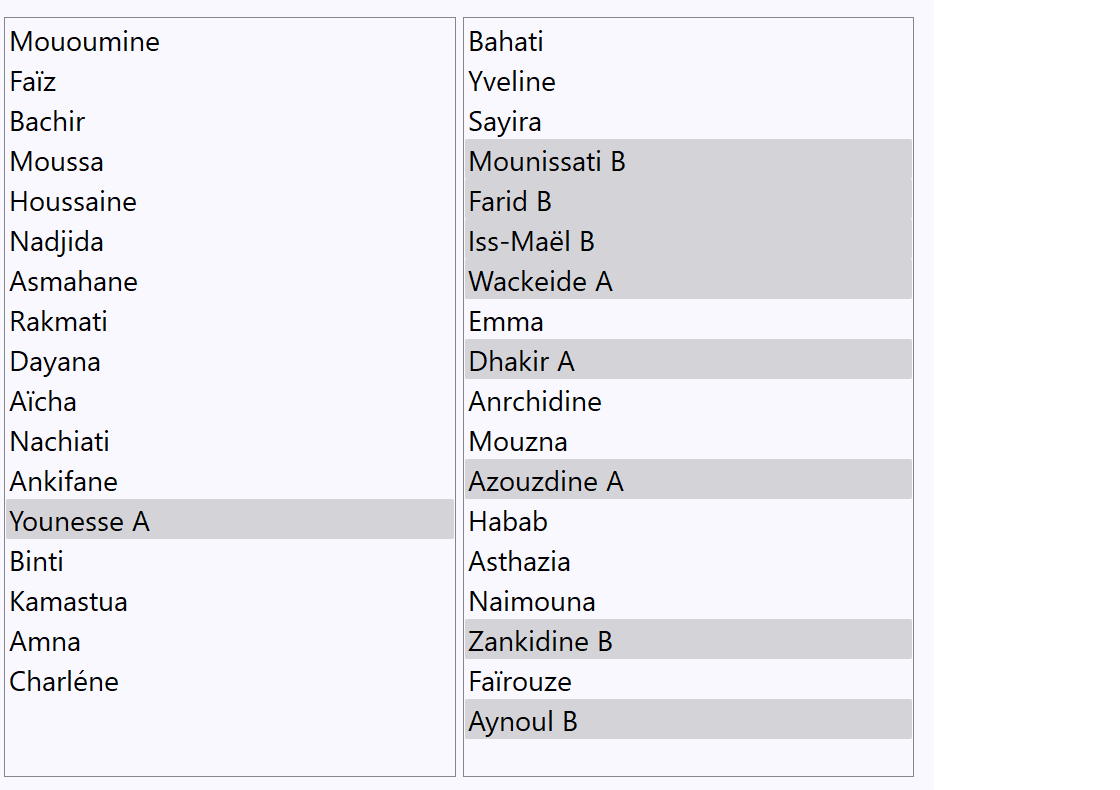 Mououmine
Faïz
Bachir
Moussa
Houssaine
Nadjida
Asmahane
Rakmati
Dayana
Aïcha
Nachiati
Ankifane
Younesse A
Binti
Kamastua
Amna
Charléne
Bahati
Yveline
Sayira
Mounissati B
Farid B
Iss-Maël B
Wackeide A
Emma
Dhakir A
Anrchidine
Mouzna
Azouzdine A
Habab
Asthazia
Naimouna
Zankidine B
Faïrouze
Aynoul B